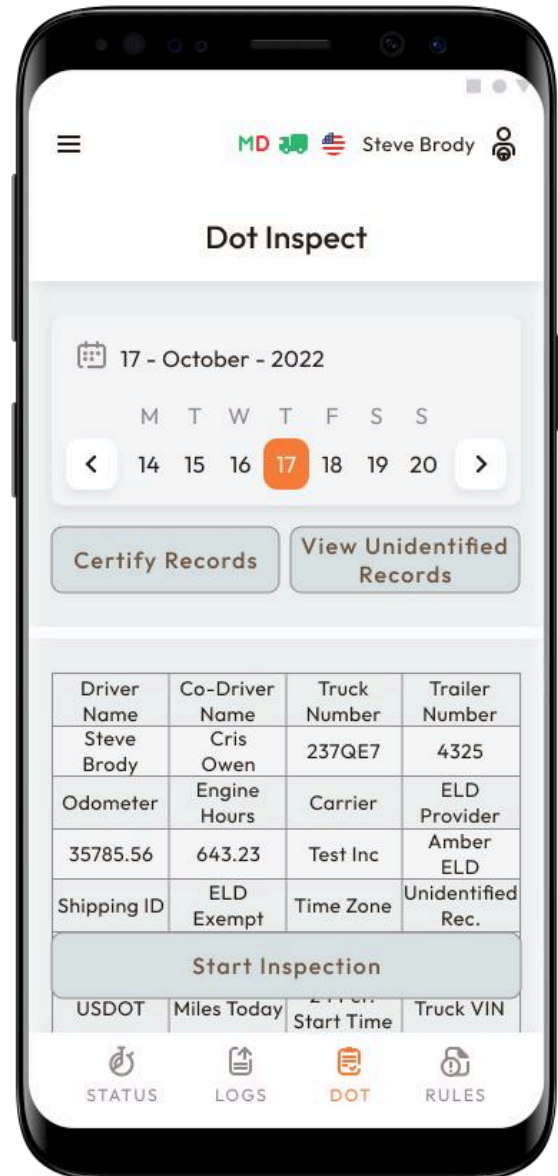 MD Steve Brody
Dot Inspect
17 - October - 2022
M T W T F S S
14 15 16 17 18 19 20
Certify Records
View Unidentified
Records
Driver Name Co-Driver Name Truck Number Trailer Number
Steve Brody Cris Owen 237QE7 4325
Odometer Engine Hours Carrier ELD Provider
35785.56 643.23 Test Inc Amber ELD
Shipping ID ELD Exempt Time Zone Unidentified Rec.
Start Inspection
USDOT Miles Today Start Time Truck VIN
STATUS LOGS DOT RULES